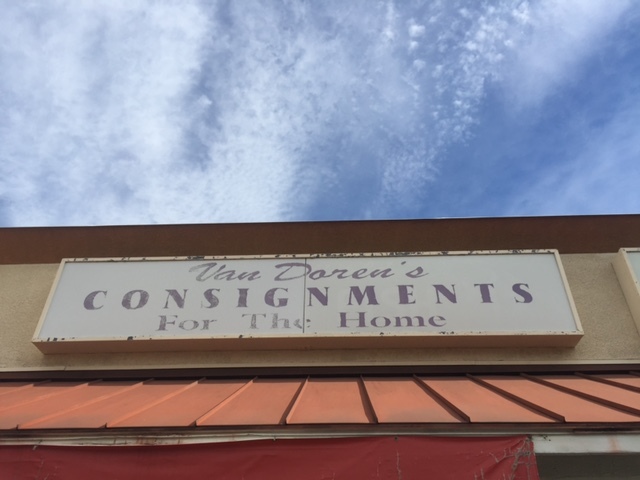 Van Doren's
CONSIGNMENTS
For The Home